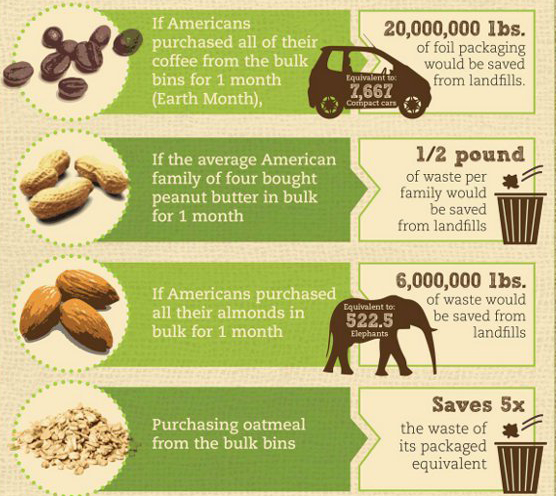 If Americans
purchased all of their
coffee from the bulk
bins for 1 month
(Earth Month),
Equivalent to:
7,667
Compact cars
20,000,000 lbs.
of foil packaging
would be saved
from landfills.
If the average American
family of four bought
peanut butter in bulk
for 1 month
1/2 pound
of waste per
family would
be saved
from landfills
If Americans purchased
all their almonds in
bulk for 1 month
Equivalent to:
522.5
Elephants
6,000,000 lbs.
of waste would
be saved from
landfills
Purchasing oatmeal
from the bulk bins
Saves 5x
the waste of
its packaged
equivalent